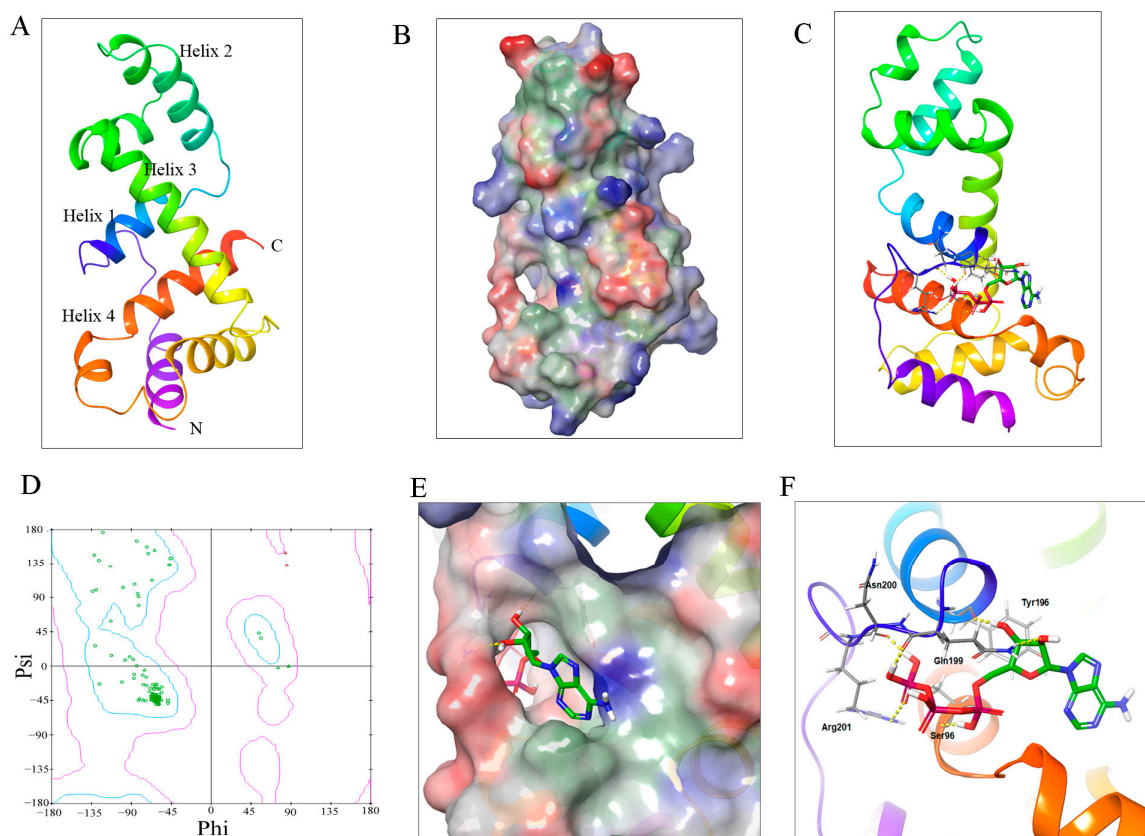 A
Helix 2
Helix 3
Helix 1
C
Helix 4
N
B
C
D
180
135
90
45
0
-45
-90
-135
-180
-180
-135
-90
-45
0
45
90
135
180
Psi
Phi
E
F
Asn200
Tyr196
Gln199
Arg201
Ser96